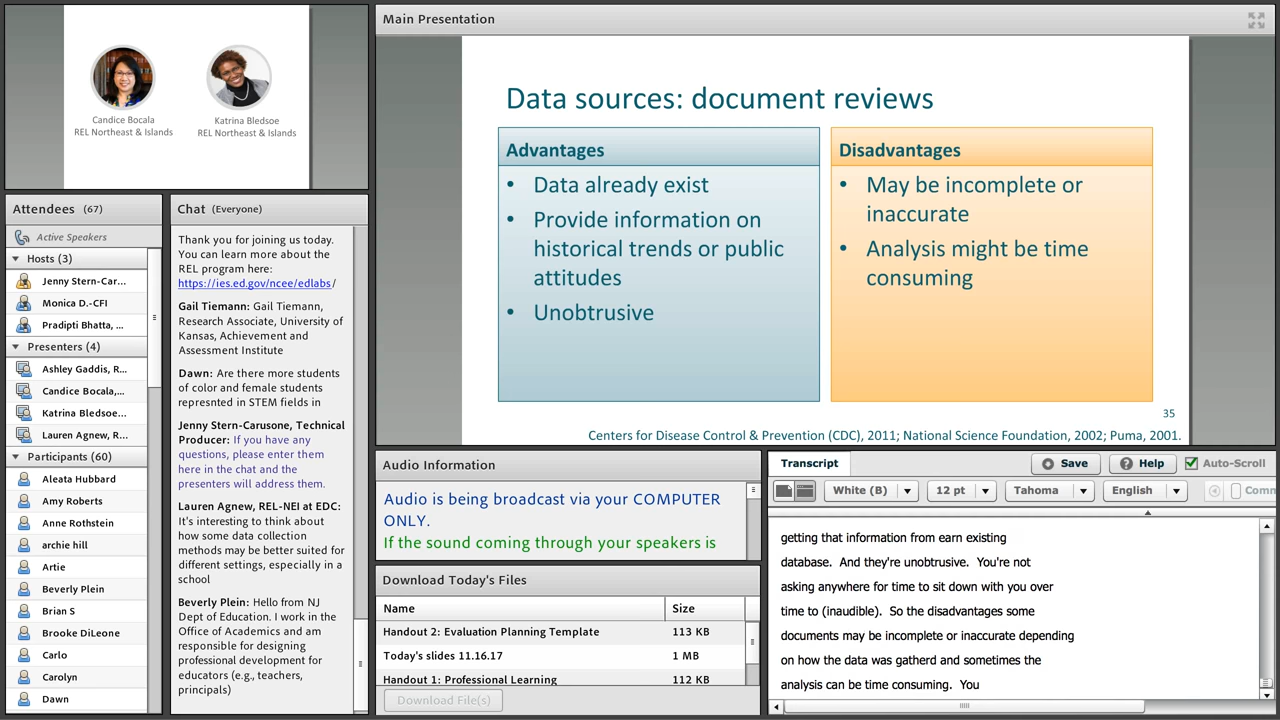 Candice Bocala
REL Northeast & Islands
Katrina Bledsoe
REL Northeast & Islands
Attendees (67)
Active Speakers
Hosts (3)
Jenny Stern-Car...
Monica D.-CFI
Pradipti Bhatta, ...
Presenters (4)
Ashley Gaddis, R...
Candice Bocala,...
Katrina Bledsoe...
Lauren Agnew, R...
Participants (60)
Aleata Hubbard
Amy Roberts
Anne Rothstein
archie hill
Artie
Beverly Plein
Brian S
Brooke DiLeone
Carlo
Carolyn
Dawn
Chat (Everyone)
Thank you for joining us today.
You can learn more about the
REL program here:
https://ies.ed.gov/ncee/edlabs/
Gail Tiemann: Gail Tiemann,
Research Associate, University of
Kansas, Achievement and
Assessment Institute
Dawn: Are there more students
of color and female students
represnted in STEM fields in
Jenny Stern-Carusone, Technical
Producer: If you have any
questions, please enter them
here in the chat and the
presenters will address them.
Lauren Agnew, REL-NEI at EDC:
It's interesting to think about
how some data collection
methods may be better suited for
different settings, especially in a
school
Beverly Plein: Hello from NJ
Dept of Education. I work in the
Office of Academics and am
responsible for designing
professional development for
educators (e.g., teachers,
principals)
Main Presentation
Data sources: document reviews
Advantages
• Data already exist
• Provide information on
historical trends or public
attitudes
• Unobtrusive
Disadvantages
• May be incomplete or
inaccurate
• Analysis might be time
consuming
35
Centers for Disease Control & Prevention (CDC), 2011; National Science Foundation, 2002; Puma, 2001.
Audio Information
Audio is being broadcast via your COMPUTER
ONLY.
If the sound coming through your speakers is
Download Today's Files
Name Size
Handout 2: Evaluation Planning Template 113 KB
Today's slides 11.16.17 1 MB
Handout 1: Professional Learning 112 KB
Download File(s)
Transcript Save Help Auto-Scroll
White (B) 12 pt Tahoma English Comm
getting that information from earn existing
database. And they're unobtrusive. You're not
asking anywhere for time to sit down with you over
time to (inaudible). So the disadvantages some
documents may be incomplete or inaccurate depending
on how the data was gatherd and sometimes the
analysis can be time consuming. You